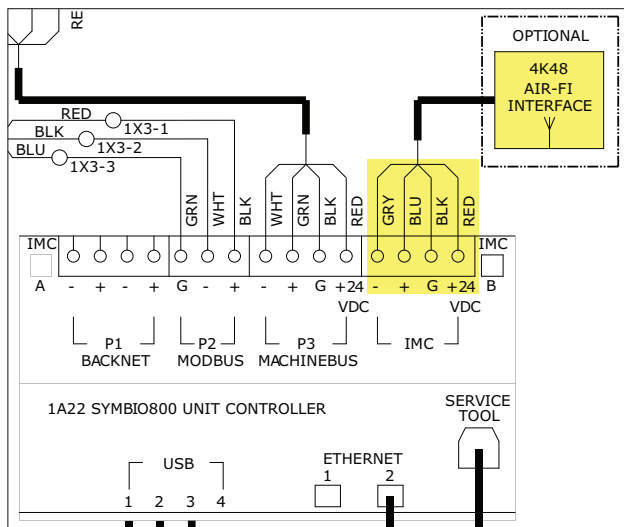 RE
OPTIONAL
4K48
AIR-FI
INTERFACE
RED
1X3-1
BLK
1X3-2
BLU
1X3-3
GRN
WHT
BLK
WHT
GRN
BLK
RED
GRY
BLU
BLK
RED
IMC
IMC
A - + - + G - + - + G +24 - + G +24 B
VDC VDC
P1 P2 P3 IMC
BACKNET MODBUS MACHINEBUS
1A22 SYMBIO800 UNIT CONTROLLER
SERVICE
TOOL
USB
1 2 3 4
ETHERNET
1 2